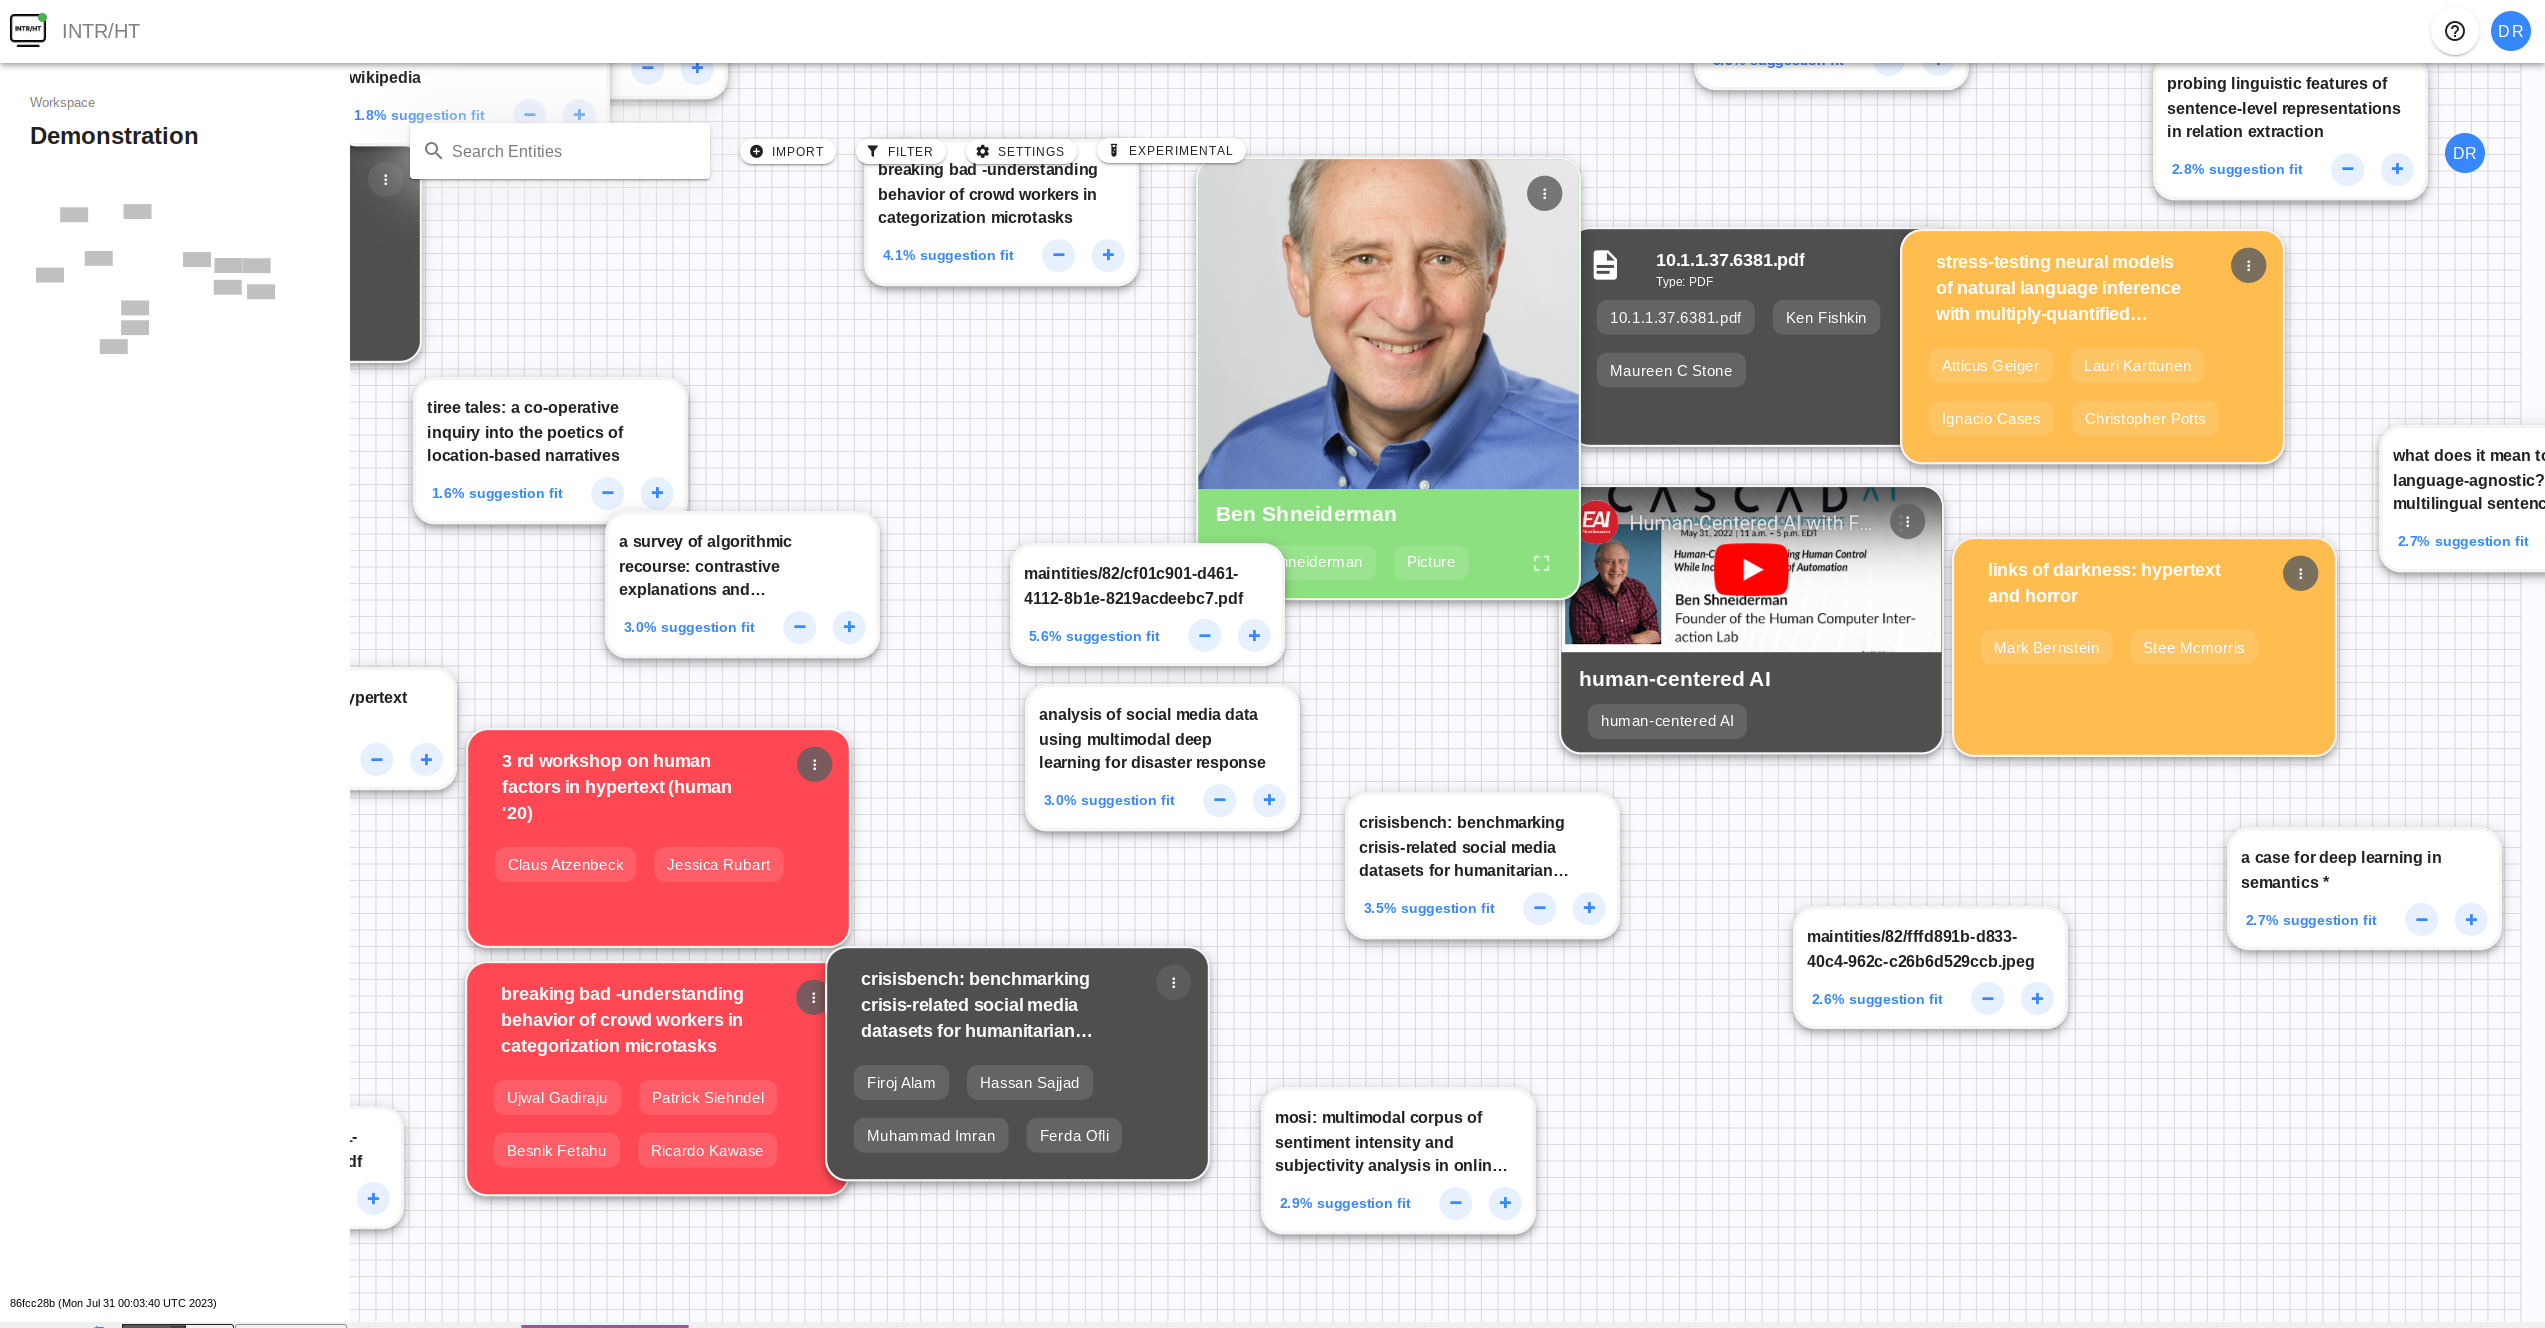 INTR/HT
INTR/HT
DR
Workspace
Demonstration
86fcc28b (Mon Jul 31 00:03:40 UTC 2023)
wikipedia
1.8% suggestion fit
Search Entities
IMPORT
FILTER
SETTINGS
EXPERIMENTAL
DR
probing linguistic features of
sentence-level representations
in relation extraction
2.8% suggestion fit
breaking bad -understanding
behavior of crowd workers in
categorization microtasks
4.1% suggestion fit
10.1.1.37.6381.pdf
Type: PDF
10.1.1.37.6381.pdf
Ken Fishkin
Maureen C Stone
stress-testing neural models
of natural language inference
with multiply-quantified…
Atticus Geiger
Lauri Karttunen
Ignacio Cases
Christopher Potts
tiree tales: a co-operative
inquiry into the poetics of
location-based narratives
1.6% suggestion fit
what does it mean to
language-agnostic?
multilingual sentenc
2.7% suggestion fit
a survey of algorithmic
recourse: contrastive
explanations and…
3.0% suggestion fit
Ben Shneiderman
hneiderman
Picture
maintities/82/cf01c901-d461-
4112-8b1e-8219acdeebc7.pdf
5.6% suggestion fit
EAI
Human-Centered AI with F...
May 31, 2022 | 11 a.m. – 5 p.m. EDT
Ben Shneiderman
Founder of the Human Computer Inter-
action Lab
human-centered AI
human-centered AI
links of darkness: hypertext
and horror
Mark Bernstein
Stee Mcmorris
ypertext
3 rd workshop on human
factors in hypertext (human
'20)
Claus Atzenbeck
Jessica Rubart
analysis of social media data
using multimodal deep
learning for disaster response
3.0% suggestion fit
crisisbench: benchmarking
crisis-related social media
datasets for humanitarian…
3.5% suggestion fit
a case for deep learning in
semantics *
2.7% suggestion fit
maintities/82/fffd891b-d833-
40c4-962c-c26b6d529ccb.jpeg
2.6% suggestion fit
breaking bad -understanding
behavior of crowd workers in
categorization microtasks
Ujwal Gadiraju
Patrick Siehndel
Besnik Fetahu
Ricardo Kawase
crisisbench: benchmarking
crisis-related social media
datasets for humanitarian…
Firoj Alam
Hassan Sajjad
Muhammad Imran
Ferda Ofli
df
mosi: multimodal corpus of
sentiment intensity and
subjectivity analysis in onlin…
2.9% suggestion fit